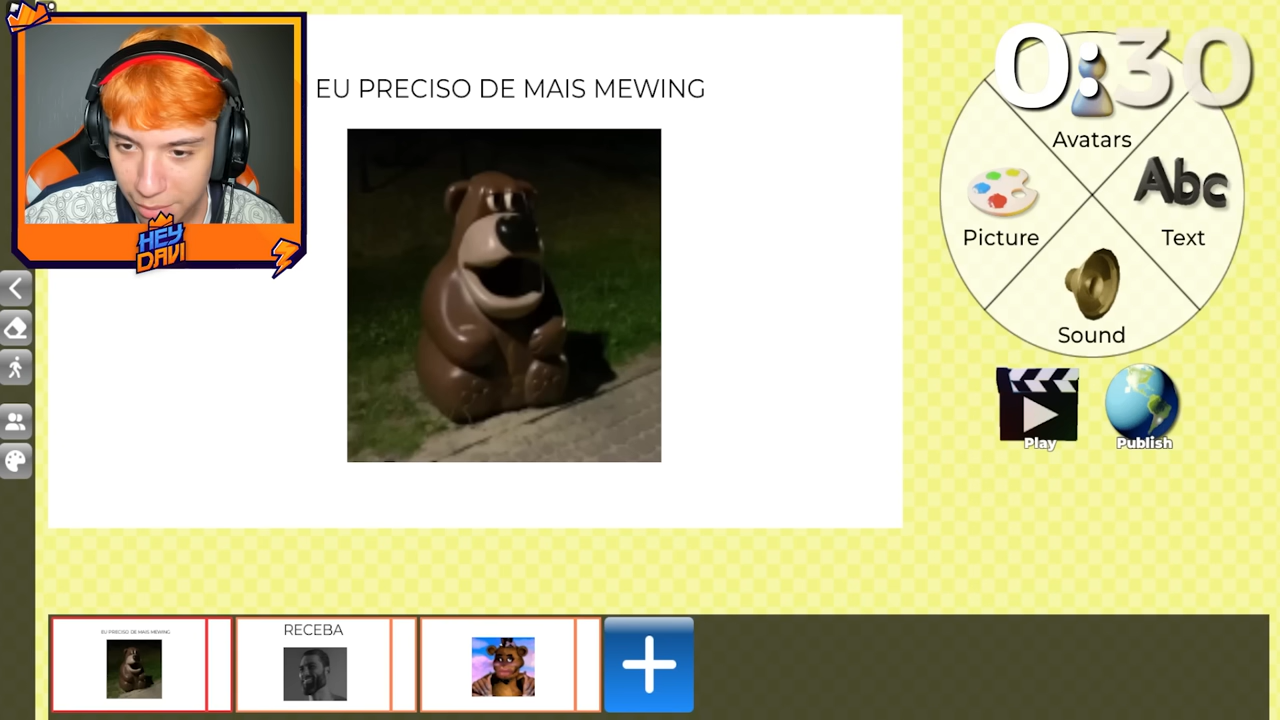 EU PRECISO DE MAIS MEWING
0:30
Avatars
Picture
Abc
Text
Sound
Play
Publish
HEY
DAVI
EU PRECISO DE MAIS MEWING
RECEBA